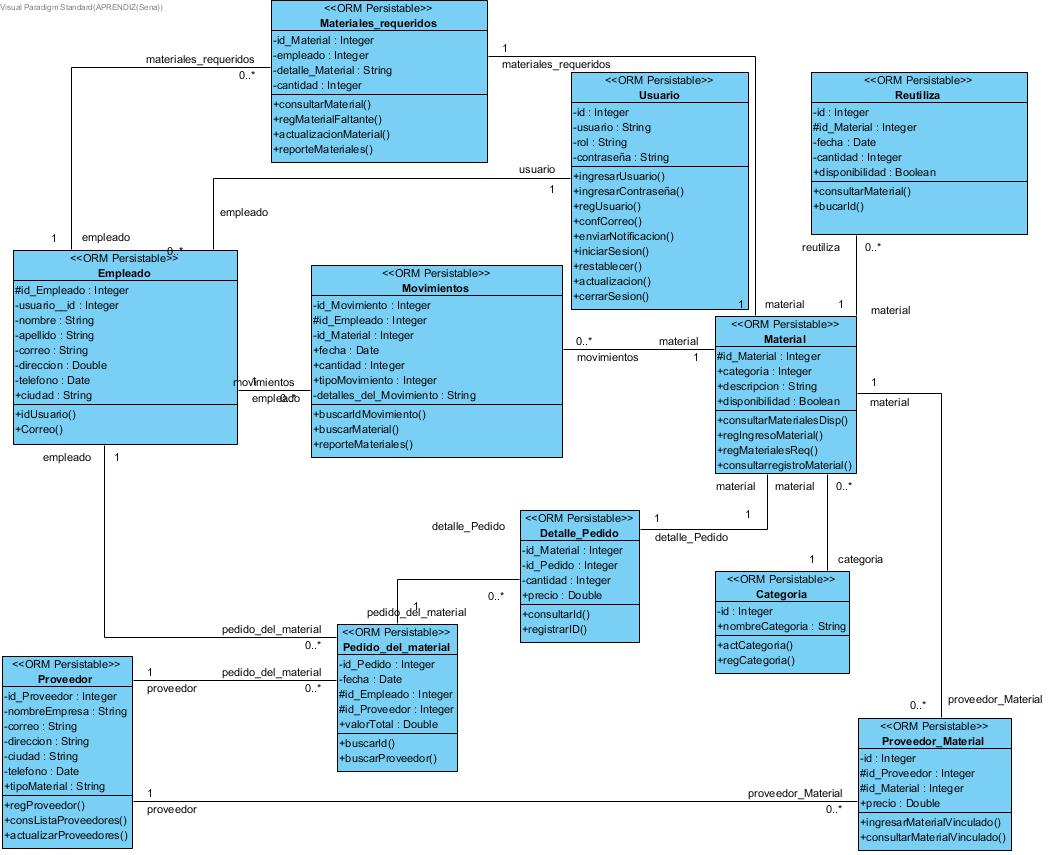 Visual Paradigm Standard(APRENDIZ(Sena))
<<ORM Persistable>>
Materiales_requeridos
-id_Material : Integer
-empleado : Integer
-detalle_Material : String
-cantidad : Integer
+consultarMaterial()
+regMaterialFaltante()
+actualizacionMaterial()
+reporteMateriales()
materiales_requeridos
0..*
1
materiales_requeridos
<<ORM Persistable>>
Usuario
-id : Integer
-usuario : String
-rol : String
-contraseña : String
+ingresarUsuario()
+ingresarContraseña()
+regUsuario()
+confCorreo()
+enviarNotificacion()
+iniciarSesion()
+restablecer()
+actualizacion()
+cerrarSesion()
<<ORM Persistable>>
Reutiliza
-id : Integer
#id_Material : Integer
-fecha : Date
-cantidad : Integer
+disponibilidad : Boolean
+consultarMaterial()
+bucarId()
usuario
1
empleado
1
empleado
0..*
reutiliza
0..*
<<ORM Persistable>>
Empleado
#id_Empleado : Integer
-usuario__id : Integer
-nombre : String
-apellido : String
-correo : String
-direccion : Double
-telefono : Date
+ciudad : String
+idUsuario()
+Correo()
<<ORM Persistable>>
Movimientos
-id_Movimiento : Integer
#id_Empleado : Integer
-id_Material : Integer
+fecha : Date
+cantidad : Integer
+tipoMovimiento : Integer
-detalles_del_Movimiento : String
+buscarIdMovimiento()
+buscarMaterial()
+reporteMateriales()
1
material
1
material
<<ORM Persistable>>
Material
#id_Material : Integer
+categoria : Integer
+descripcion : String
+disponibilidad : Boolean
+consultarMaterialesDisp()
+regIngresoMaterial()
+regMaterialesReq()
+consultarregistroMaterial()
0..*
movimientos
material
1
movimientos
1
empleado
0..*
1
material
empleado
1
material
material
0..*
1
detalle_Pedido
<<ORM Persistable>>
Detalle_Pedido
-id_Material : Integer
-id_Pedido : Integer
-cantidad : Integer
+precio : Double
+consultarId()
+registrarID()
1
detalle_Pedido
1
categoria
<<ORM Persistable>>
Categoria
-id : Integer
+nombreCategoria : String
+actCategoria()
+regCategoria()
0..*
1
pedido_del_material
pedido_del_material
0..*
<<ORM Persistable>>
Pedido_del_material
-id_Pedido : Integer
-fecha : Date
#id_Empleado : Integer
#id_Proveedor : Integer
+valorTotal : Double
+buscarId()
+buscarProveedor()
<<ORM Persistable>>
Proveedor
-id_Proveedor : Integer
-nombreEmpresa : String
-correo : String
-direccion : String
-ciudad : String
-telefono : Date
+tipoMaterial : String
+regProveedor()
+consListaProveedores()
+actualizarProveedores()
1
proveedor
pedido_del_material
0..*
0..*
proveedor_Material
<<ORM Persistable>>
Proveedor_Material
-id : Integer
#id_Proveedor : Integer
#id_Material : Integer
+precio : Double
+ingresarMaterialVinculado()
+consultarMaterialVinculado()
1
proveedor
proveedor_Material
0..*